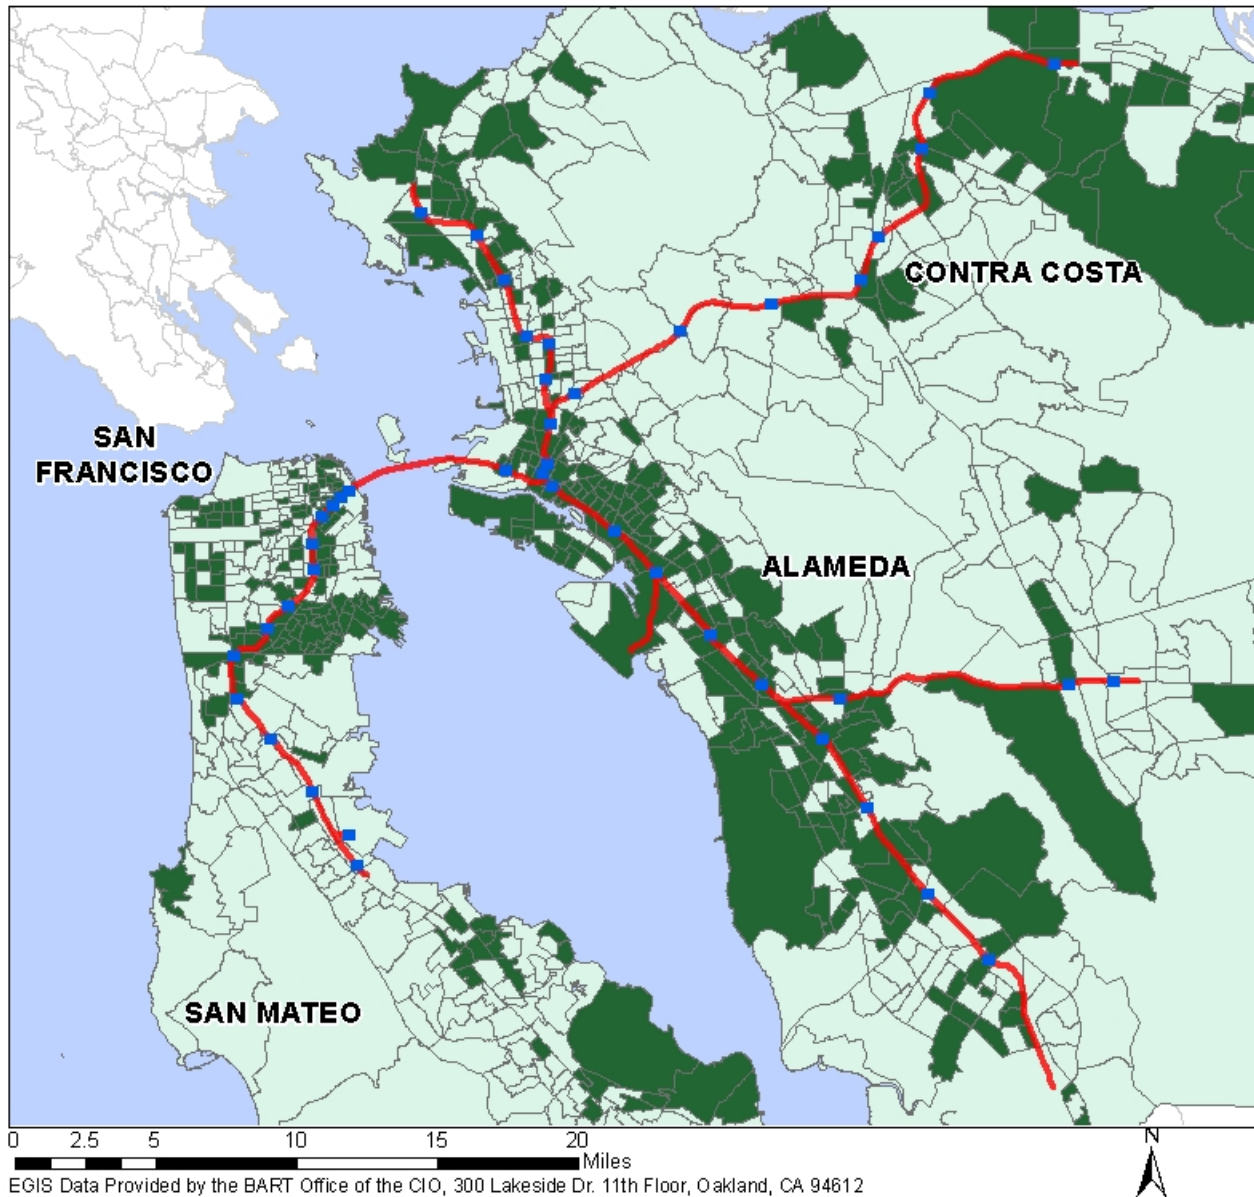 CONTRA COSTA
SAN
FRANCISCO
ALAMEDA
SAN MATEO
0 2.5 5 10 15 20
Miles
N
EGIS Data Provided by the BART Office of the CIO, 300 Lakeside Dr. 11th Floor, Oakland, CA 94612